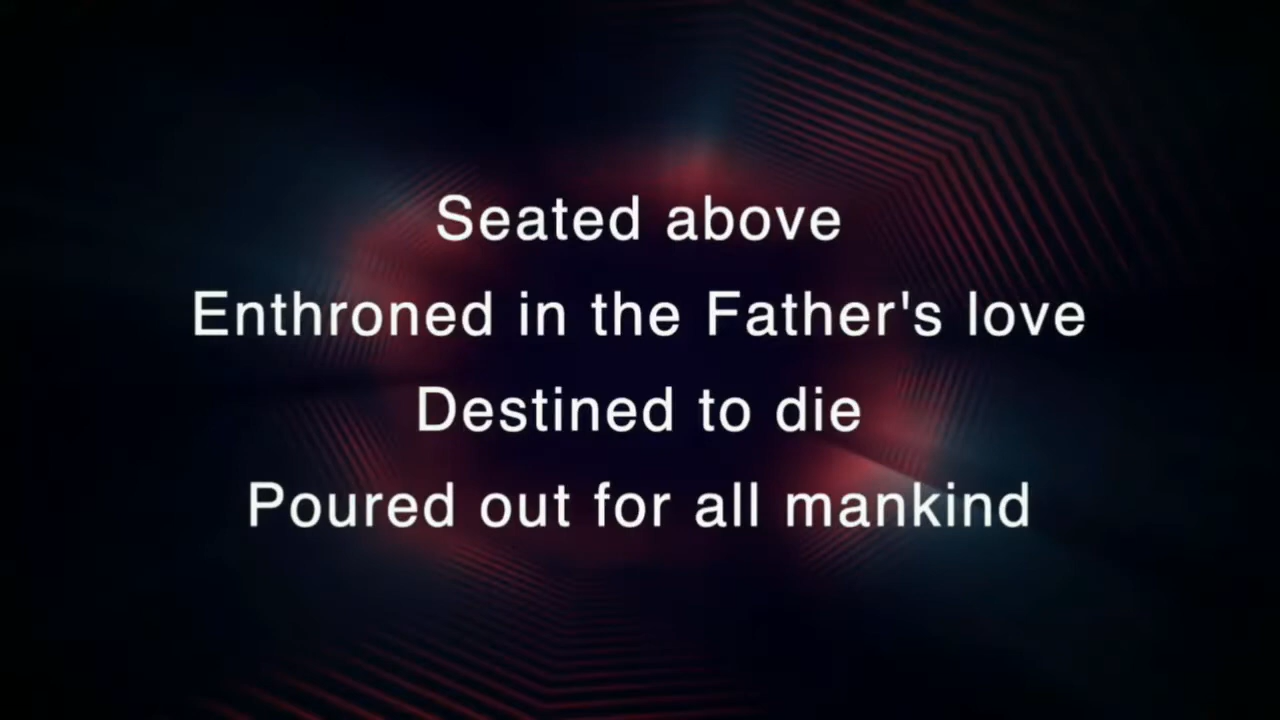 Seated above
Enthroned in the Father's love
Destined to die
Poured out for all mankind